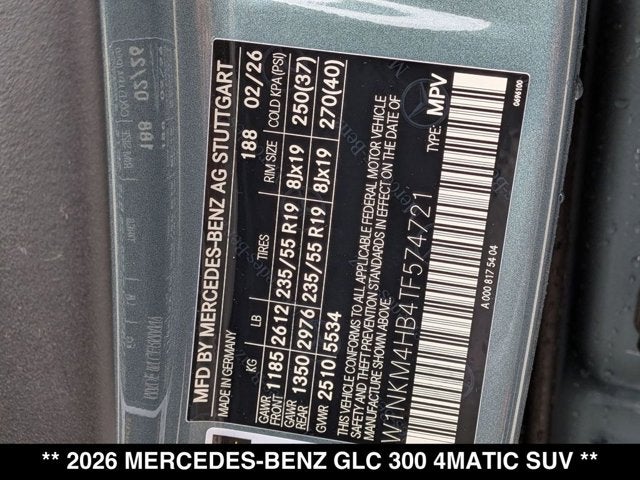 MFD BY MERCEDES-BENZ AG STUTTGART
MADE IN GERMANY 188 02/26
KG LB TIRES RIM SIZE COLD KPA (PSI)
GAWR FRONT 1185 2612 235/55 R19 8Jx19 250(37)
GAWR REAR 1350 2976 235/55 R19 8Jx19 270(40)
GVWR 2510 5534
THIS VEHICLE CONFORMS TO ALL APPLICABLE FEDERAL MOTOR VEHICLE
SAFETY AND THEFT PREVENTION STANDARDS IN EFFECT ON THE DATE OF
MANUFACTURE SHOWN ABOVE.
W1NKM4HB4TF574721 TYPE: MPV
A 000 817 54 04 0496100
** 2026 MERCEDES-BENZ GLC 300 4MATIC SUV **